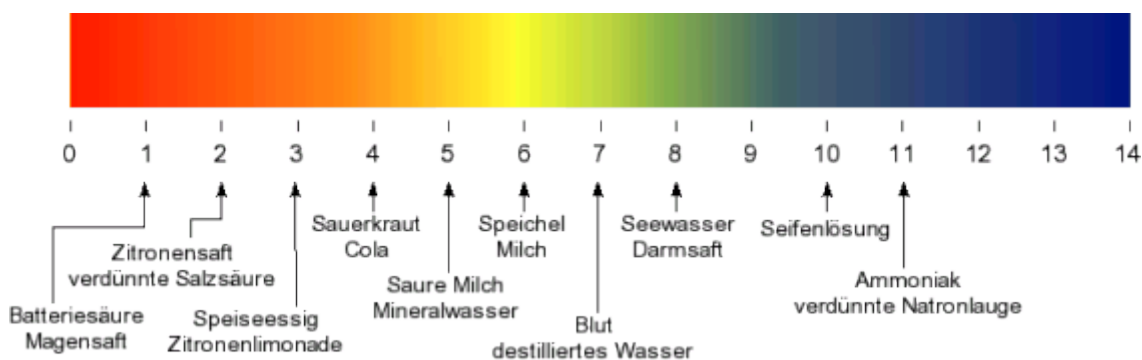 0 1 2 3 4 5 6 7 8 9 10 11 12 13 14
Batteriesäure
Magensaft
Zitronensaft
verdünnte Salzsäure
Speiseessig
Zitronenlimonade
Sauerkraut
Cola
Saure Milch
Mineralwasser
Speichel
Milch
Blut
destilliertes Wasser
Seewasser
Darmsaft
Seifenlösung
Ammoniak
verdünnte Natronlauge